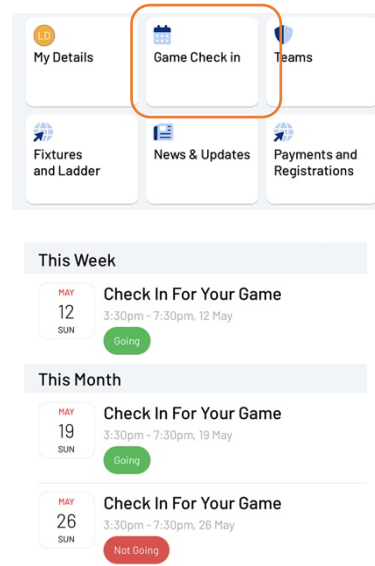 LD
My Details
Game Check in
Teams
Fixtures
and Ladder
News & Updates
Payments and
Registrations
This Week
MAY
12
SUN
Check In For Your Game
3:30pm - 7:30pm, 12 May
Going
This Month
MAY
19
SUN
Check In For Your Game
3:30pm - 7:30pm, 19 May
Going
MAY
26
SUN
Check In For Your Game
3:30pm - 7:30pm, 26 May
Not Going